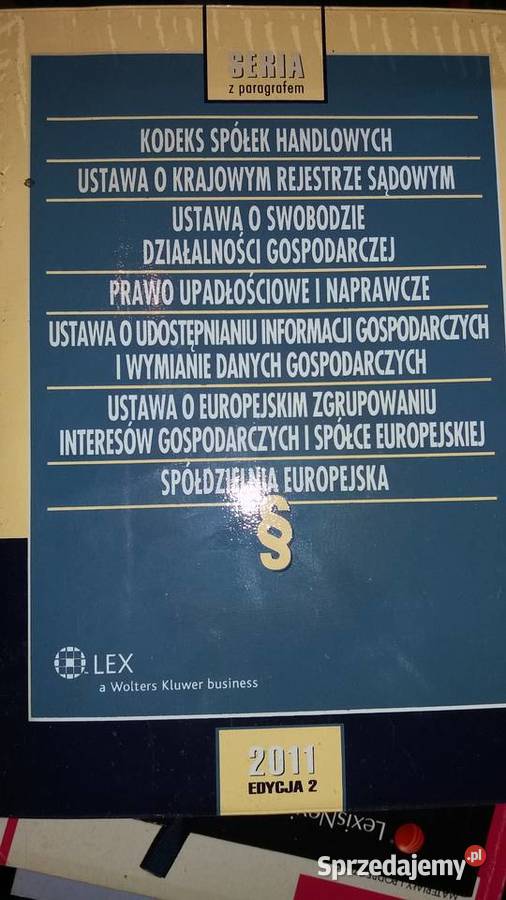 SERIA
z paragrafem
KODEKS SPÓŁEK HANDLOWYCH
USTAWA O KRAJOWYM REJESTRZE SĄDOWYM
USTAWA O SWOBODZIE
DZIAŁALNOŚCI GOSPODARCZEJ
PRAWO UPADŁOŚCIOWE I NAPRAWCZE
USTAWA O UDOSTĘPNIANIU INFORMACJI GOSPODARCZYCH
I WYMIANIE DANYCH GOSPODARCZYCH
USTAWA O EUROPEJSKIM ZGRUPOWANIU
INTERESÓW GOSPODARCZYCH I SPÓŁCE EUROPEJSKIEJ
SPÓŁDZIELNIA EUROPEJSKA
§
LEX
a Wolters Kluwer business
2011
EDYCJA 2
Sprzedajemy.pl